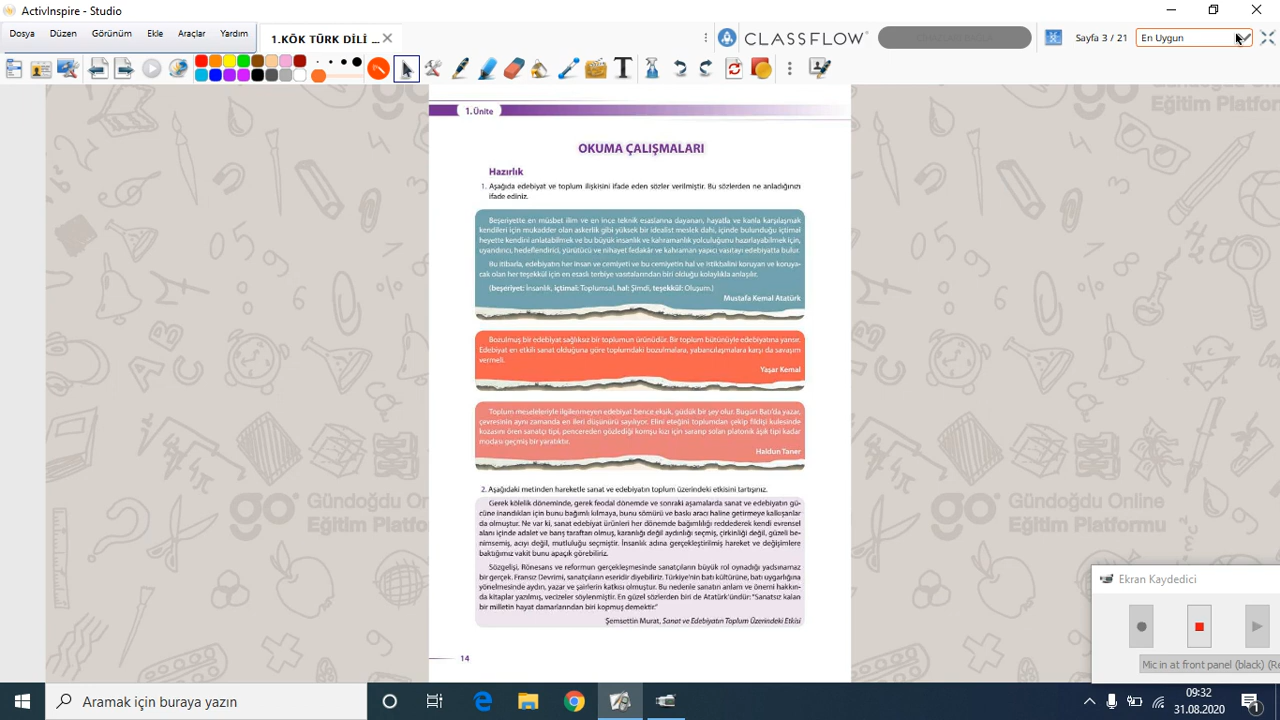 ActivInspire - Studio
Dosya Düzen Görünüm Ekle Araçlar Yardım
1.KÖK TÜRK DİLİ ...
CLASSFLOW
Sayfa 3 / 21
En Uygun
1. Ünite
OKUMA ÇALIŞMALARI
Hazırlık
1. Aşağıda edebiyat ve toplum ilişkisini ifade eden sözler verilmiştir. Bu sözlerden ne anladığınızı
ifade ediniz.
Beşeriyette en müsbet ilim ve en ince teknik esaslarına dayanan, hayatla ve kanla karşılaşmak
kendileri için mukadder olan askerlik gibi yüksek bir idealist meslek dahi, içinde bulunduğu içtimaî
heyette kendini anlatabilmek ve bu büyük insanlık ve kahramanlık yolculuğunu hazırlayabilmek için,
uyandırıcı, hedeflendirici, yürütücü ve nihayet fedakâr ve kahraman yapıcı vasıtayı edebiyatta bulur.
Bu itibarla, edebiyatın her insan ve cemiyeti ve bu cemiyetin hal ve istikbalini koruyan ve koruya-
cak olan her teşekkül için en esaslı terbiye vasıtalarından biri olduğu kolaylıkla anlaşılır.
(beşeriyet: İnsanlık, içtimaî: Toplumsal, hal: Şimdi, teşekkül: Oluşum.)
Mustafa Kemal Atatürk
Bozulmuş bir edebiyat sağlıksız bir toplumun ürünüdür. Bir toplum bütünüyle edebiyatına yansır.
Edebiyat en etkili sanat olduğuna göre toplumdaki bozulmalara, yabancılaşmalara karşı da savaşım
vermeli.
Yaşar Kemal
Toplum meseleleriyle ilgilenmeyen edebiyat bence eksik, güdük bir şey olur. Bugün Batı'da yazar,
çevresinin aynı zamanda en ileri düşünürü sayılıyor. Elini eteğini toplumdan çekip fildişi kulesinde
kozasını ören sanatçı tipi, pencereden gözlediği komşu kızı için sararıp solan platonik âşık tipi kadar
modası geçmiş bir yaratıktır.
Haldun Taner
2. Aşağıdaki metinden hareketle sanat ve edebiyatın toplum üzerindeki etkisini tartışınız.
Gerek kölelik döneminde, gerek feodal dönemde ve sonraki aşamalarda sanat ve edebiyatın gü-
cüne inandıkları için bunu bağımlı kılmaya, bunu sömürü ve baskı aracı haline getirmeye kalkışanlar
da olmuştur. Ne var ki, sanat edebiyat ürünleri her dönemde bağımlılığı reddederek kendi evrensel
alanı içinde adalet ve barış taraftarı olmuş, karanlığı değil aydınlığı seçmiş, çirkinliği değil, güzeli be-
nimsemiş, acıyı değil, mutluluğu seçmiştir. İnsanlık adına gerçekleştirilmiş hareket ve değişimlere
baktığımız vakit bunu apaçık görebiliriz.
Sözgelişi, Rönesans ve reformun gerçekleşmesinde sanatçıların büyük rol oynadığı yadsınamaz
bir gerçek. Fransız Devrimi, sanatçıların eseridir diyebiliriz. Türkiye'nin batı kültürüne, batı uygarlığına
yönelmesinde aydın, yazar ve şairlerin katkısı olmuştur. Bu nedenle sanatın anlam ve önemi hakkın-
da kitaplar yazılmış, vecizeler söylenmiştir. En güzel sözlerden biri de Atatürk'ündür: "Sanatsız kalan
bir milletin hayat damarlarından biri kopmuş demektir."
Şemsettin Murat, Sanat ve Edebiyatın Toplum Üzerindeki Etkisi
14
Gündoğdu Online
Eğitim Platformu
Ekran Kaydedici
Mic in at front panel (black) (Re
Aramak için buraya yazın
09:32
31.08.2020